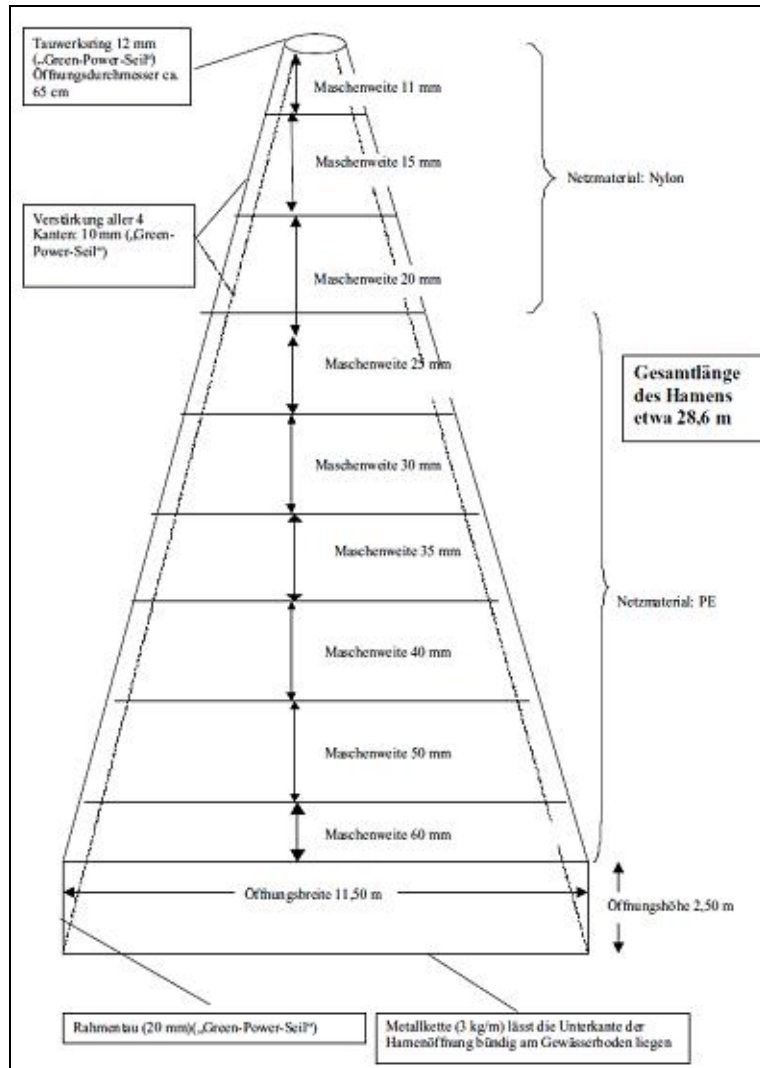 Tauwerksring 12 mm
(„Green-Power-Seil“)
Öffnungsdurchmesser ca.
65 cm
Maschenweite 11 mm
Maschenweite 15 mm
Netzmaterial: Nylon
Verstärkung aller 4
Kanten: 10 mm („Green-
Power-Seil“)
Maschenweite 20 mm
Maschenweite 25 mm
Gesamtlänge
des Hamens
etwa 28,6 m
Maschenweite 30 mm
Maschenweite 35 mm
Netzmaterial: PE
Maschenweite 40 mm
Maschenweite 50 mm
Maschenweite 60 mm
Öffnungsbreite 11,50 m
Öffnungshöhe 2,50 m
Rahmentau (20 mm)(„Green-Power-Seil“)
Metallkette (3 kg/m) lässt die Unterkante der
Hamenöffnung bündig am Gewässerboden liegen